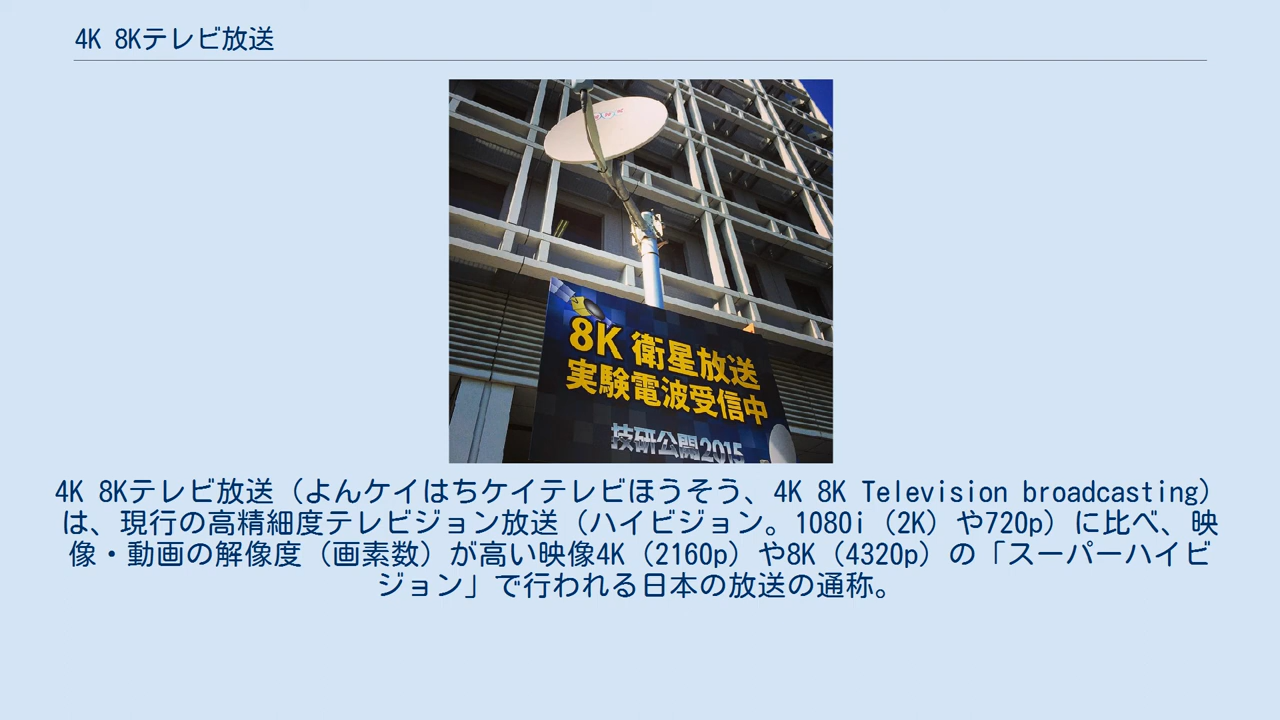 4K 8Kテレビ放送
8K 衛星放送
実験電波受信中
技研公開2015
4K 8Kテレビ放送（よんケイはちケイテレビほうそう、4K 8K Television broadcasting）
は、現行の高精細度テレビジョン放送（ハイビジョン。1080i（2K）や720p）に比べ、映
像・動画の解像度（画素数）が高い映像4K（2160p）や8K（4320p）の「スーパーハイビ
ジョン」で行われる日本の放送の通称。